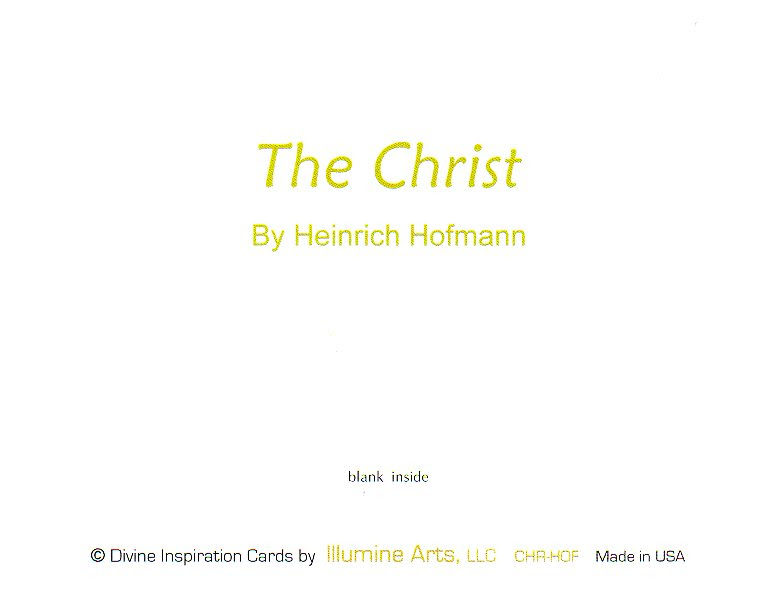 The Christ
By Heinrich Hofmann
blank inside
© Divine Inspiration Cards by Illumine Arts, LLC CHR-HOF Made in USA